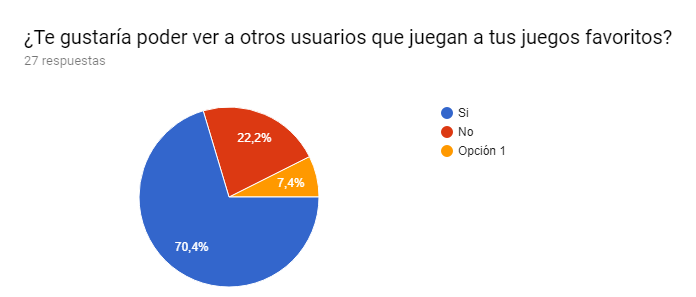 ¿Te gustaría poder ver a otros usuarios que juegan a tus juegos favoritos?
27 respuestas
Si
No
Opción 1
22,2%
7,4%
70,4%